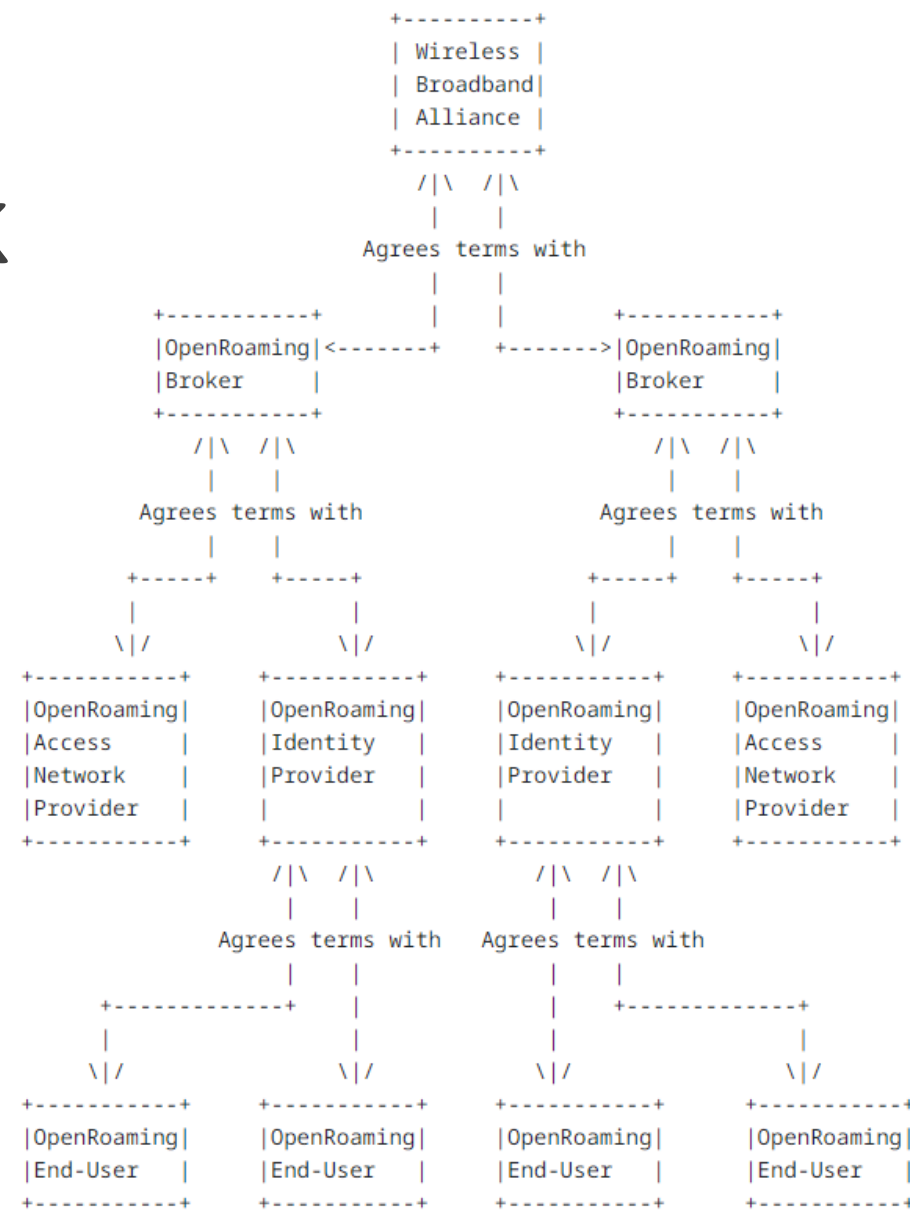 +----------+
| Wireless |
| Broadband|
| Alliance |
+----------+
/|\  /|\
|    |
Agrees terms with
|    |
+-----------+       |    |       +-----------+
|OpenRoaming|<-------+    +------->|OpenRoaming|
|Broker     |                     |Broker     |
+-----------+                     +-----------+
/|\  /|\                          /|\  /|\
|    |                            |    |
Agrees terms with                 Agrees terms with
|    |                            |    |
+-----+    +-----+                +-----+    +-----+
|                |                |                |
\|/              \|/              \|/              \|/
+-----------+     +-----------+     +-----------+     +-----------+
|OpenRoaming|     |OpenRoaming|     |OpenRoaming|     |OpenRoaming|
|Access     |     |Identity   |     |Identity   |     |Access     |
|Network    |     |Provider   |     |Provider   |     |Network    |
|Provider   |     |           |     |           |     |Provider   |
+-----------+     +-----------+     +-----------+     +-----------+
/|\  /|\            /|\  /|\
|    |              |    |
Agrees terms with   Agrees terms with
|    |              |    |
+-------------+    |              |    +-------------+
|                  |              |                  |
\|/                \|/            \|/                \|/
+-----------+     +-----------+     +-----------+      +-----------+
|OpenRoaming|     |OpenRoaming|     |OpenRoaming|      |OpenRoaming|
|End-User   |     |End-User   |     |End-User   |      |End-User   |
+-----------+     +-----------+     +-----------+      +-----------+